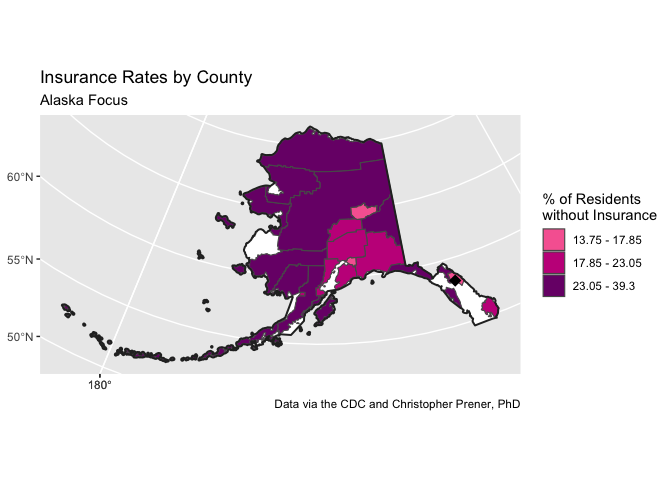 Insurance Rates by County
Alaska Focus
60°N
55°N
50°N
180°
% of Residents
without Insurance
13.75 - 17.85
17.85 - 23.05
23.05 - 39.3
Data via the CDC and Christopher Prener, PhD